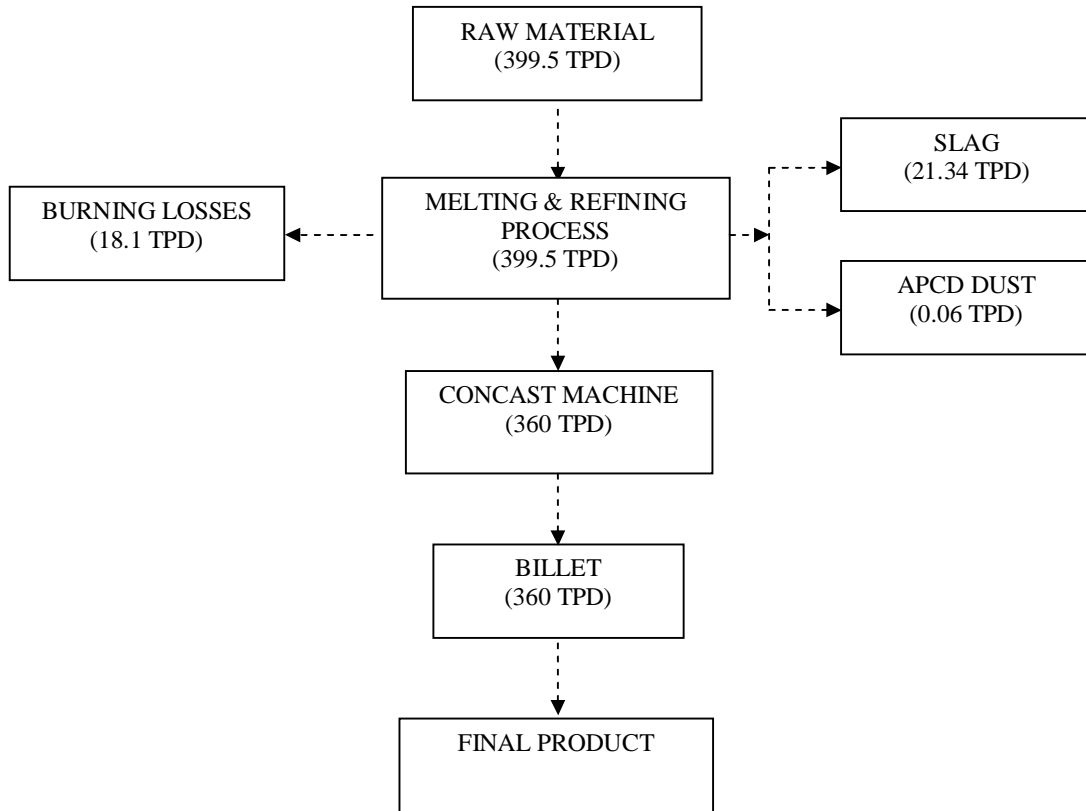 RAW MATERIAL
(399.5 TPD)
SLAG
(21.34 TPD)
BURNING LOSSES
(18.1 TPD)
MELTING & REFINING
PROCESS
(399.5 TPD)
APCD DUST
(0.06 TPD)
CONCAST MACHINE
(360 TPD)
BILLET
(360 TPD)
FINAL PRODUCT